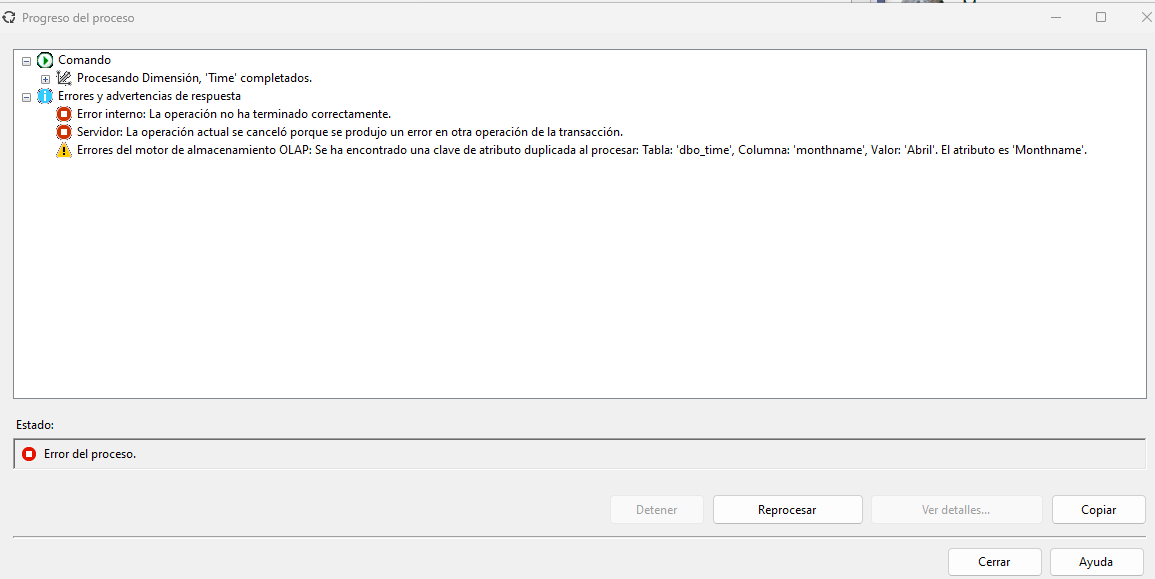 Progreso del proceso
Comando
Procesando Dimensión, 'Time' completados.
Errores y advertencias de respuesta
Error interno: La operación no ha terminado correctamente.
Servidor: La operación actual se canceló porque se produjo un error en otra operación de la transacción.
Errores del motor de almacenamiento OLAP: Se ha encontrado una clave de atributo duplicada al procesar: Tabla: 'dbo_time', Columna: 'monthname', Valor: 'Abril'. El atributo es 'Monthname'.
Estado:
Error del proceso.
Detener
Reprocesar
Ver detalles...
Copiar
Cerrar
Ayuda